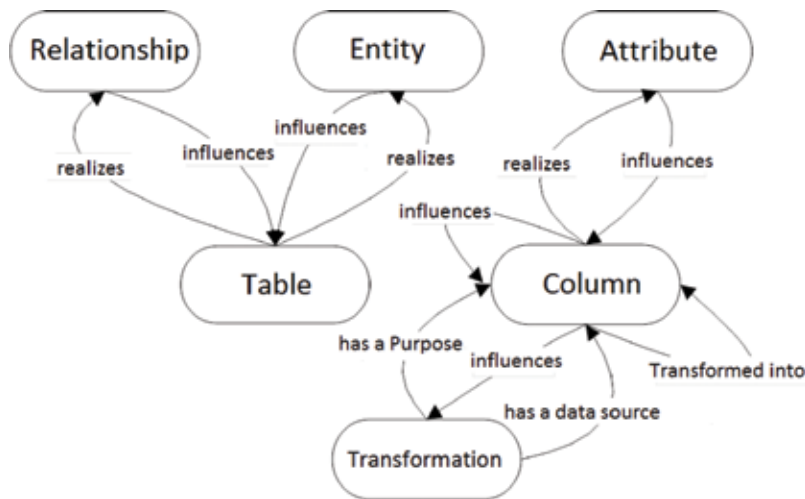 Relationship
Entity
Attribute
influences
realizes
influences
realizes
realizes
influences
influences
Table
Column
has a Purpose
influences
Transformed into
has a data source
Transformation